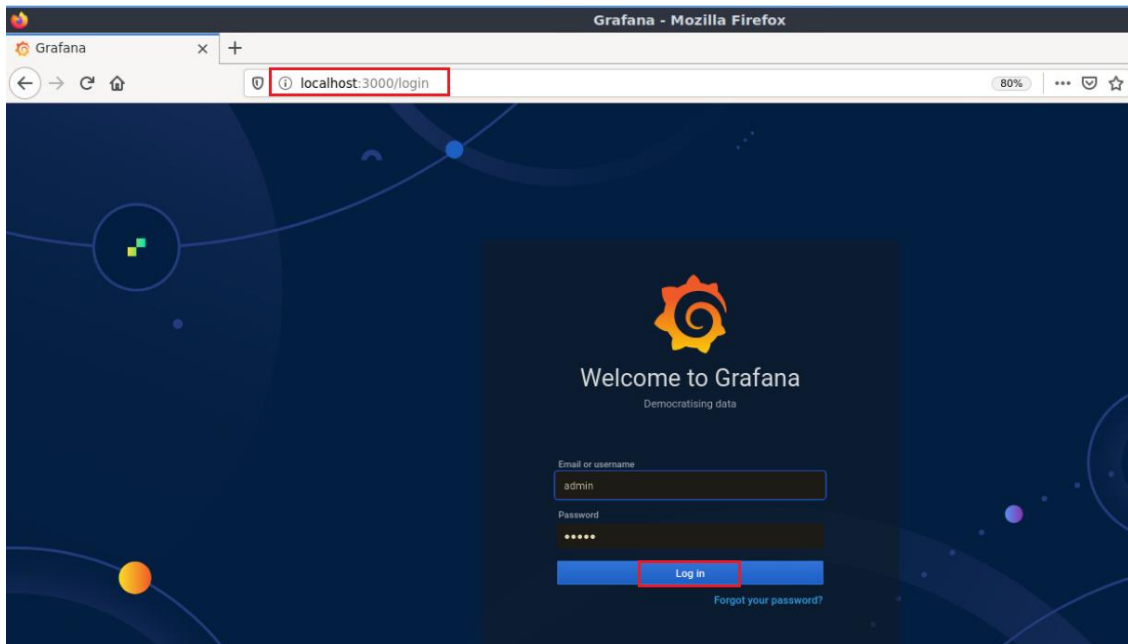 Grafana - Mozilla Firefox
Grafana
localhost:3000/login
80%
Welcome to Grafana
Democratising data
Email or username
admin
Password
•••••
Log in
Forgot your password?